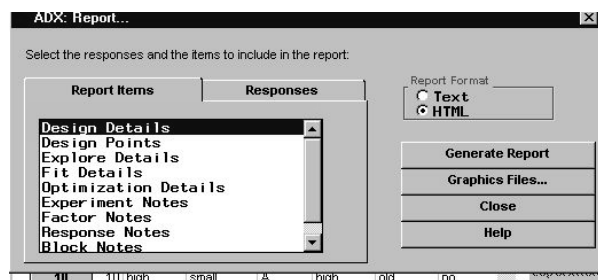 ADX: Report...
Select the responses and the items to include in the report:
Report Items
Responses
Design Details
Design Points
Explore Details
Fit Details
Optimization Details
Experiment Notes
Factor Notes
Response Notes
Block Notes
Report Format
Text
HTML
Generate Report
Graphics Files...
Close
Help
10 10 high small A high old no